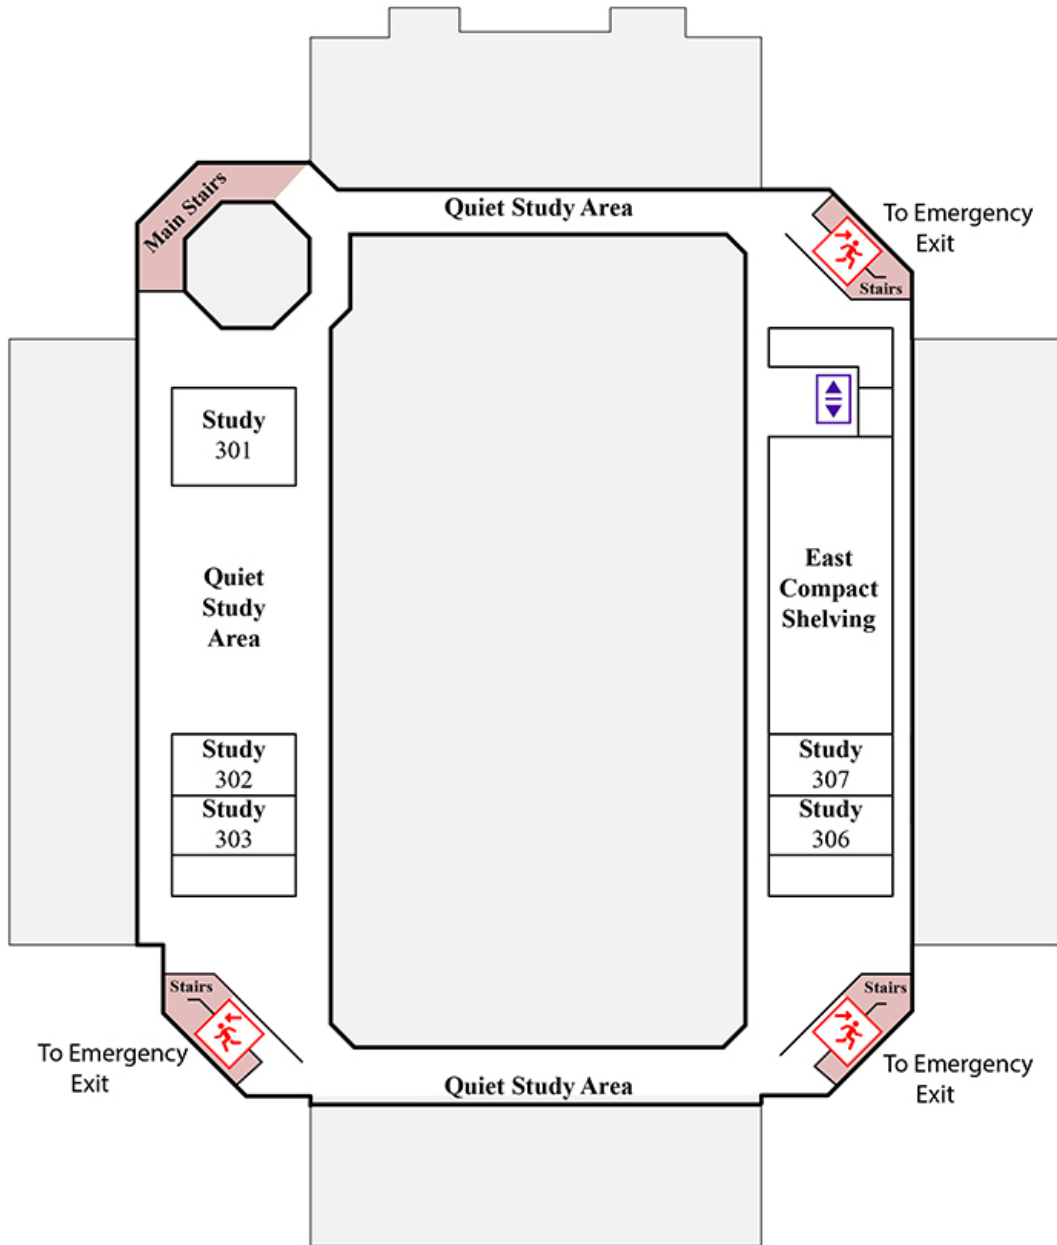 Quiet Study Area
Main Stairs
To Emergency
Exit
Stairs
Study
301
Quiet
Study
Area
East
Compact
Shelving
Study
302
Study
303
Study
307
Study
306
Stairs
To Emergency
Exit
Stairs
To Emergency
Exit
Quiet Study Area